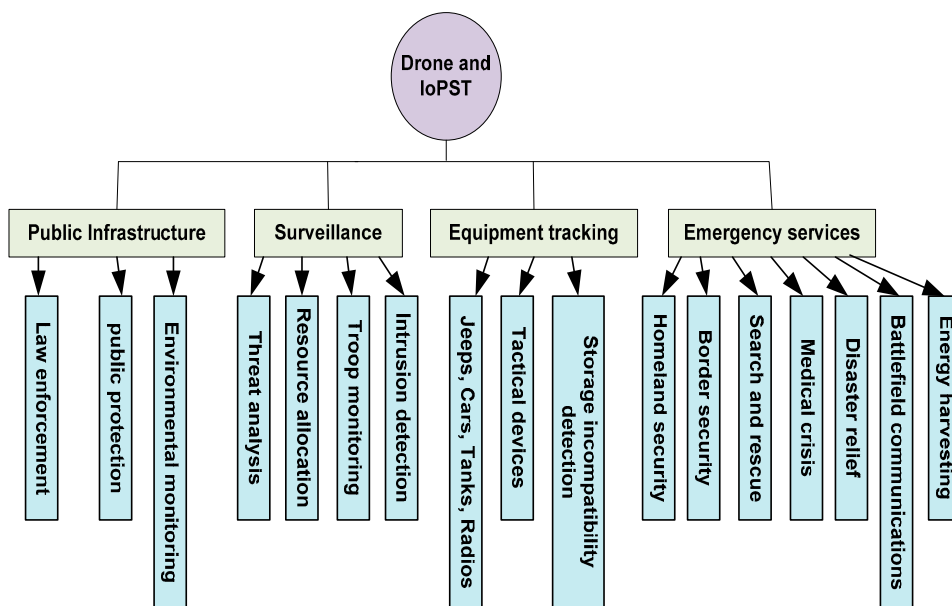 Drone and
IoPST
Public Infrastructure
Surveillance
Equipment tracking
Emergency services
Law enforcement
public protection
Environmental monitoring
Threat analysis
Resource allocation
Troop monitoring
Intrusion detection
Jeeps, Cars, Tanks, Radios
Tactical devices
Storage incompatibility
detection
Homeland security
Border security
Search and rescue
Medical crisis
Disaster relief
Battlefield communications
Energy harvesting